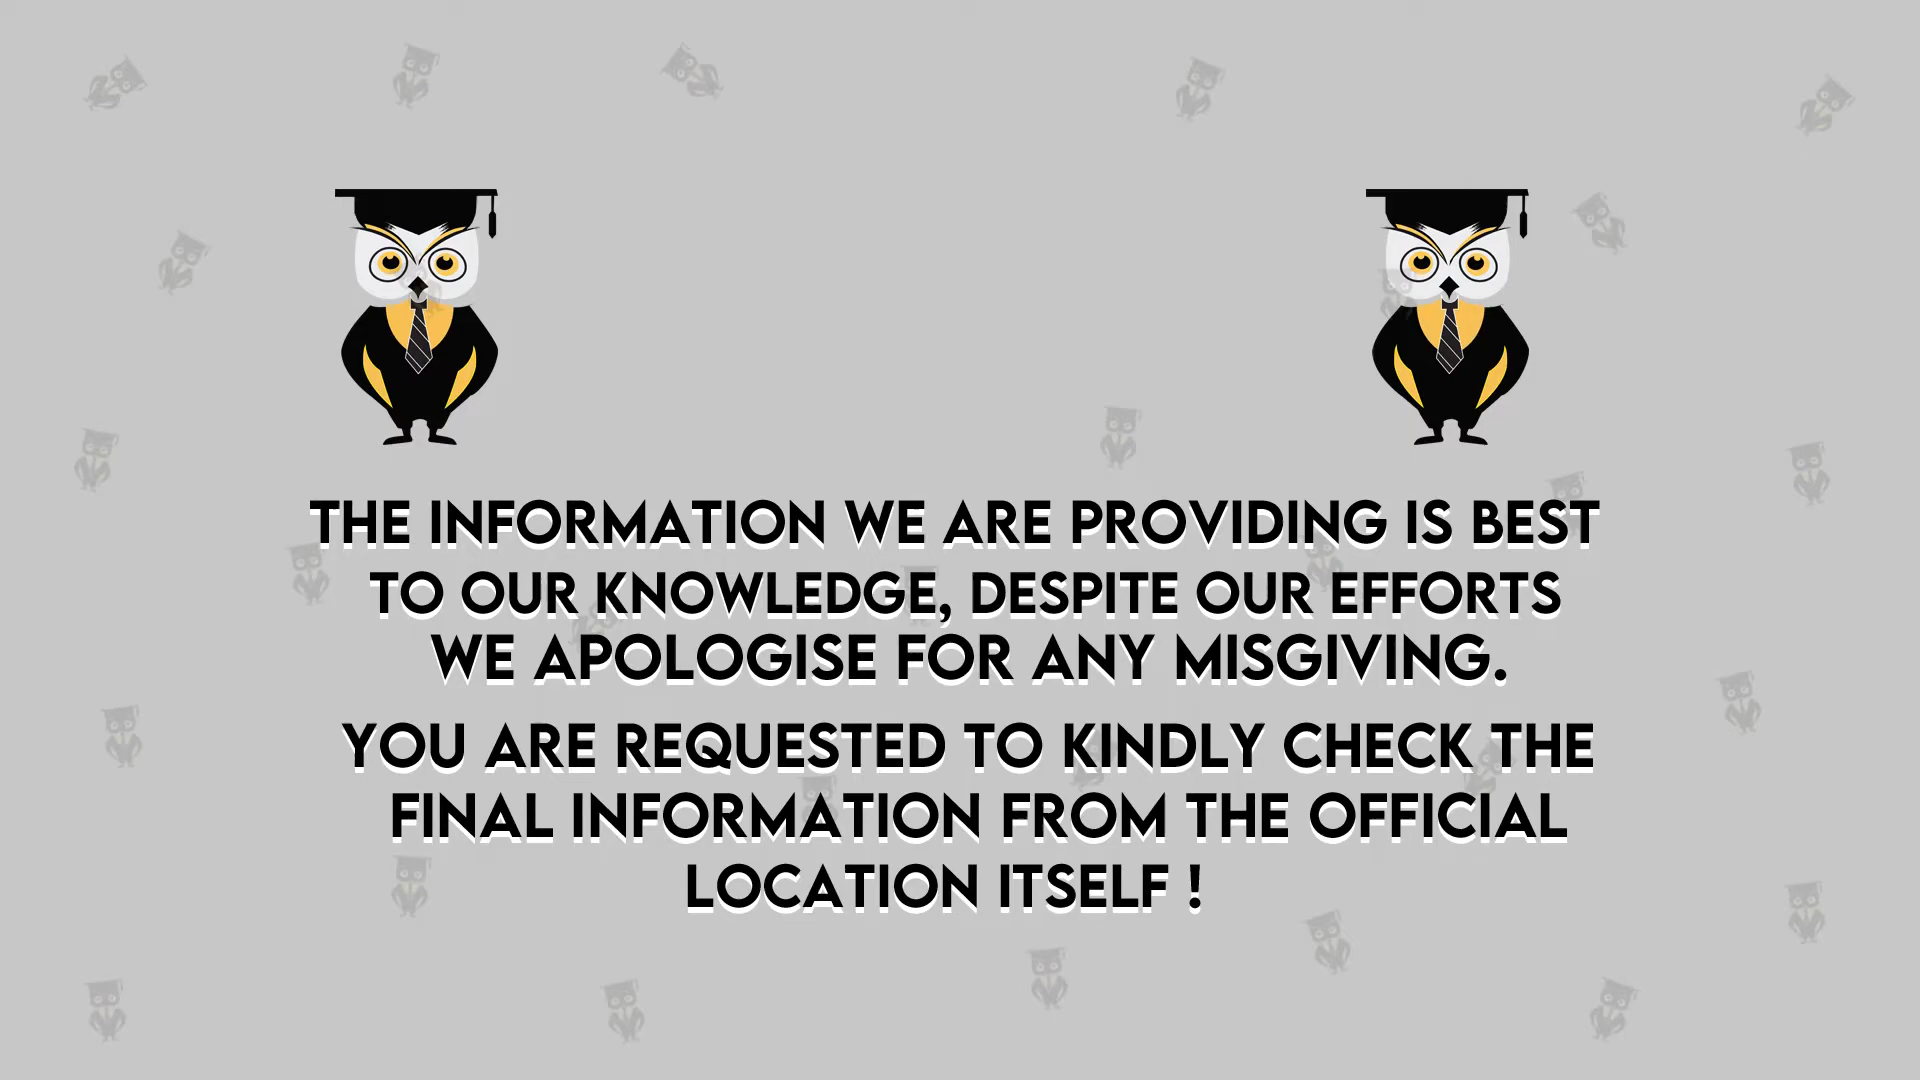 THE INFORMATION WE ARE PROVIDING IS BEST
TO OUR KNOWLEDGE, DESPITE OUR EFFORTS
WE APOLOGISE FOR ANY MISGIVING.
YOU ARE REQUESTED TO KINDLY CHECK THE
FINAL INFORMATION FROM THE OFFICIAL
LOCATION ITSELF !